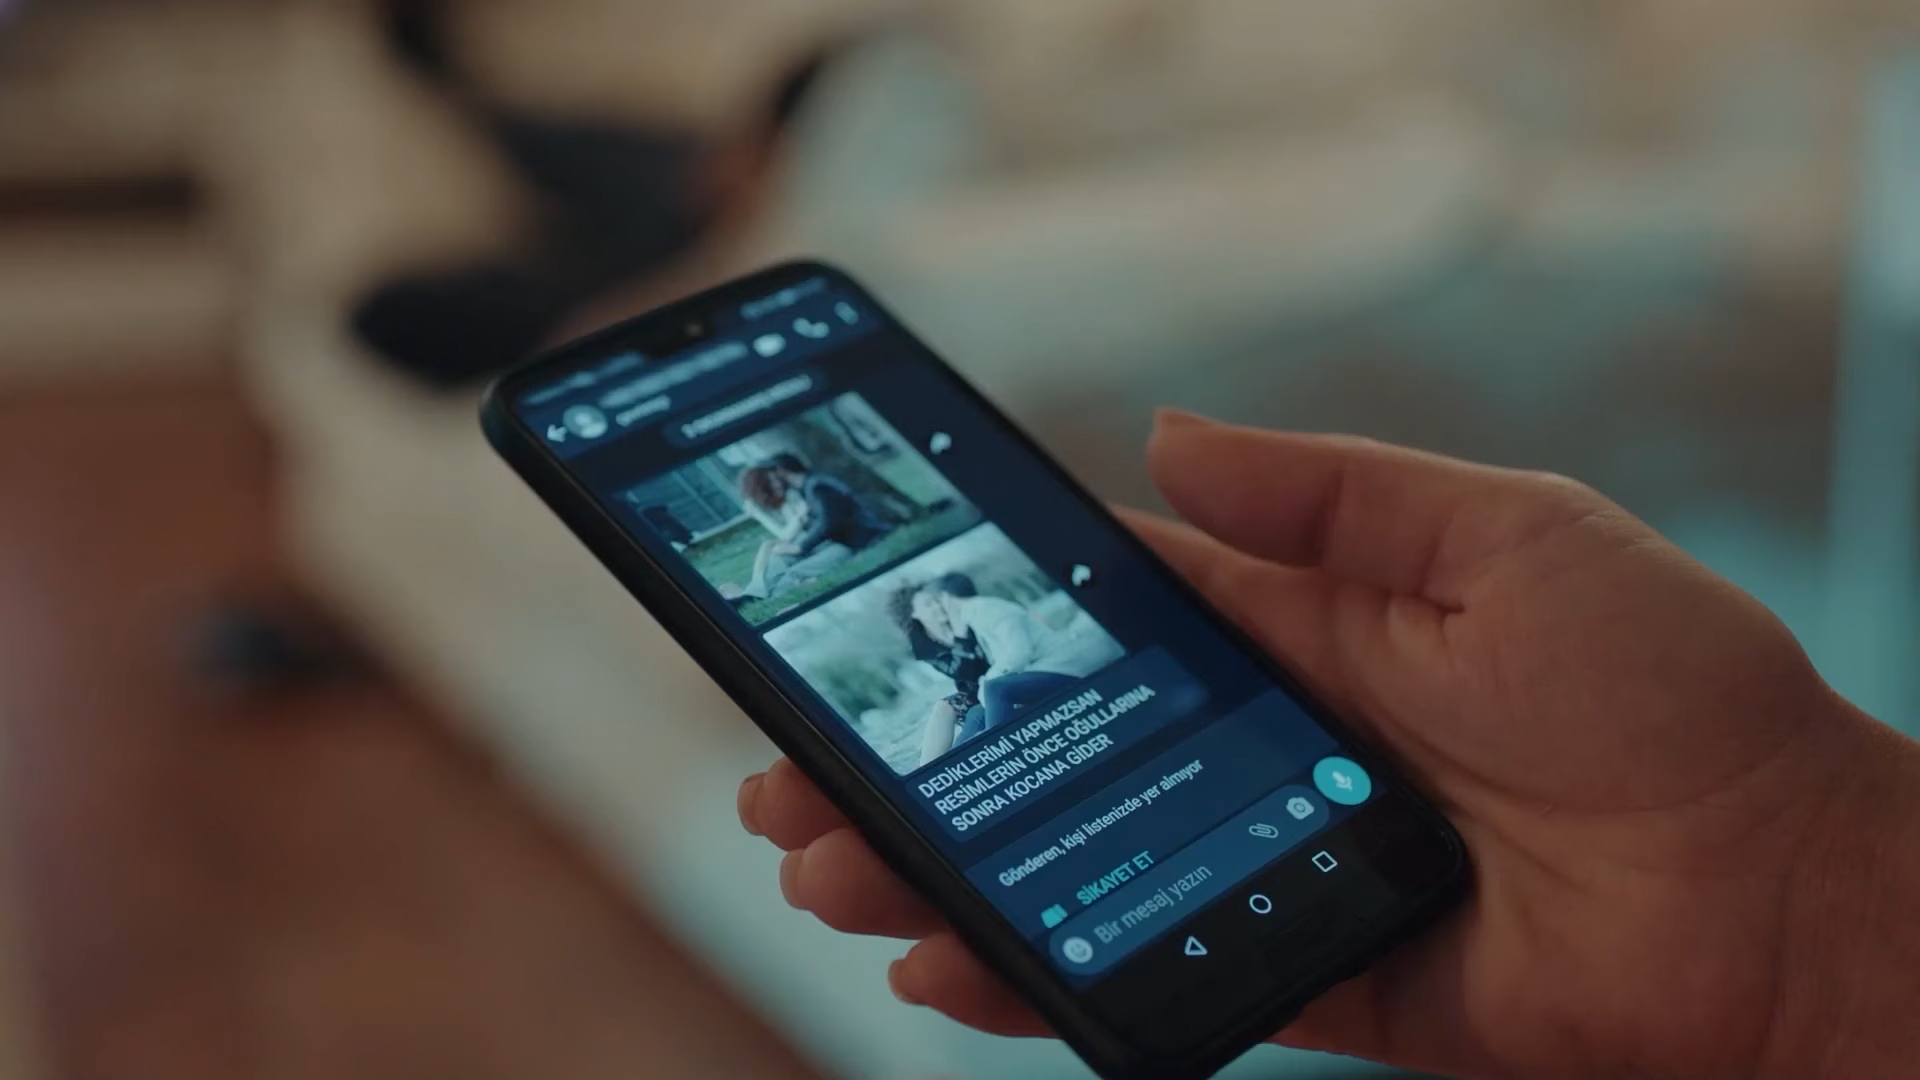 DEDİKLERİMİ YAPMAZSAN
RESİMLERİN ÖNCE OĞULLARINA
SONRA KOCANA GİDER
Gönderen, kişi listenizde yer almıyor
ŞİKAYET ET
Bir mesaj yazın